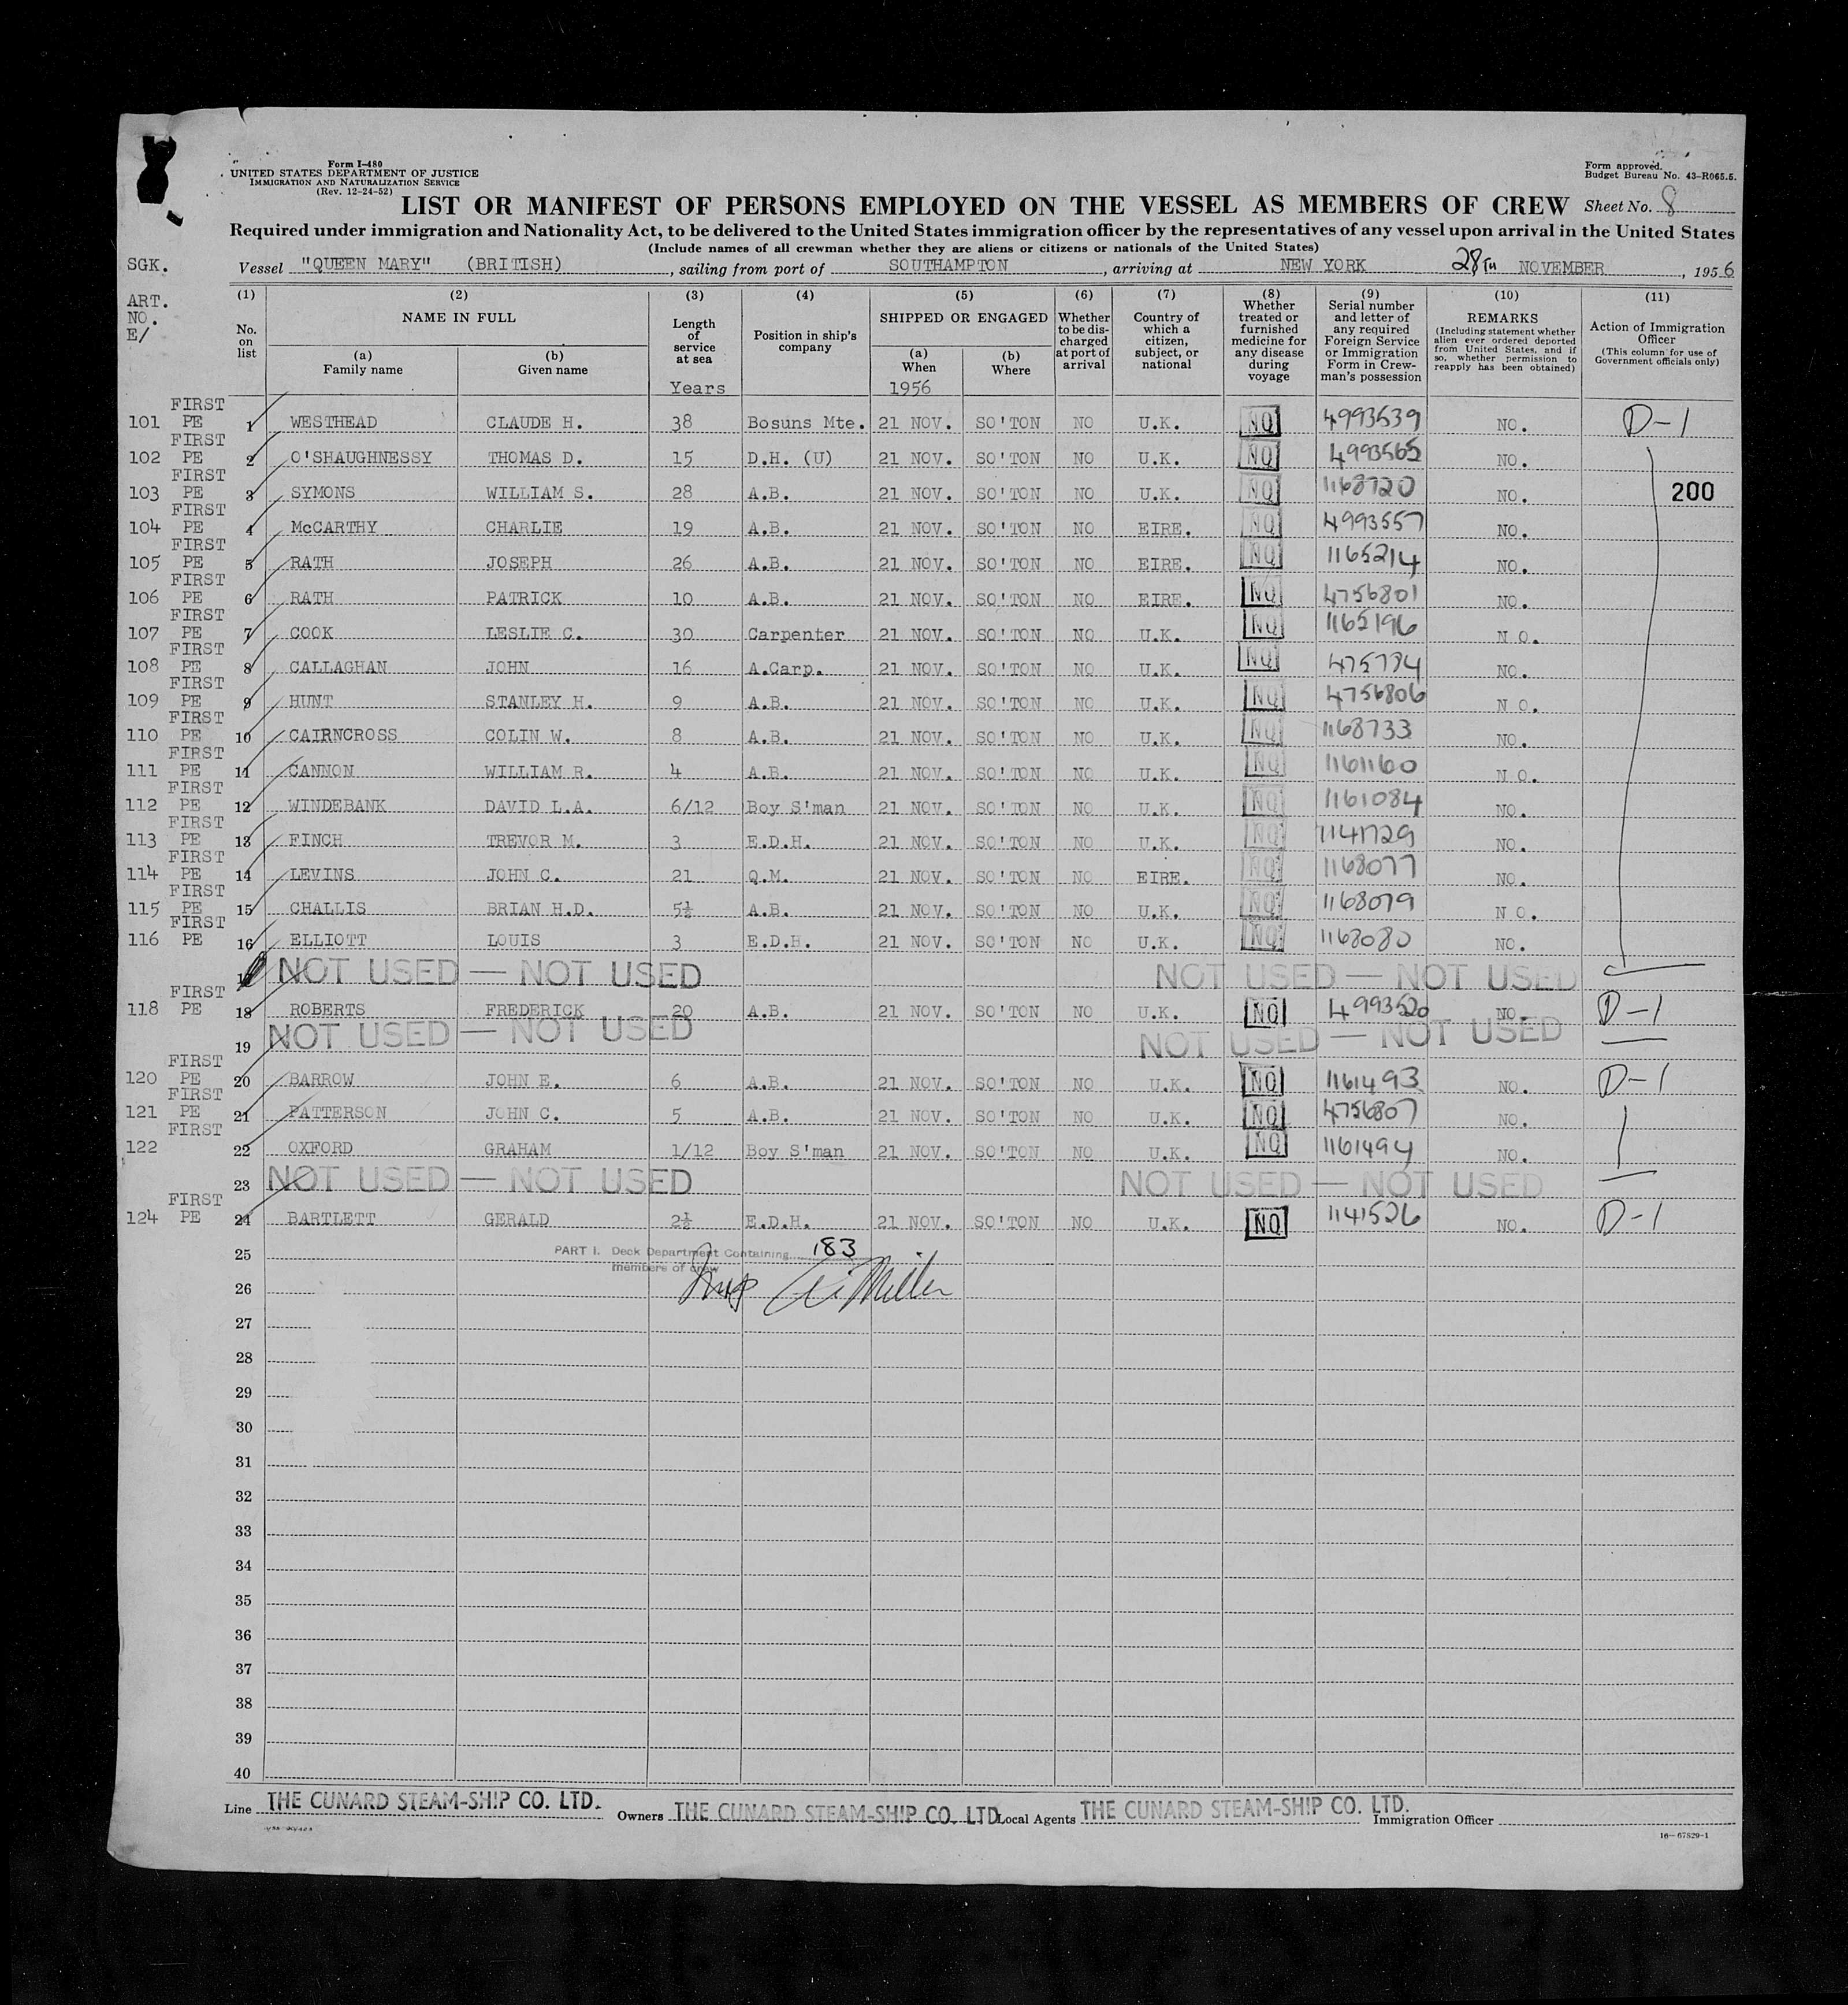 Form I-480
UNITED STATES DEPARTMENT OF JUSTICE
IMMIGRATION AND NATURALIZATION SERVICE
(Rev. 12-24-52)
Form approved.
Budget Bureau No. 43-R065.5.
LIST OR MANIFEST OF PERSONS EMPLOYED ON THE VESSEL AS MEMBERS OF CREW Sheet No. 8
Required under immigration and Nationality Act, to be delivered to the United States immigration officer by the representatives of any vessel upon arrival in the United States
(Include names of all crewman whether they are aliens or citizens or nationals of the United States)
SGK. Vessel "QUEEN MARY" (BRITISH), sailing from port of SOUTHAMPTON, arriving at NEW YORK 28TH NOVEMBER, 1956
ART. NO. E/
(1) No. on list
(2) NAME IN FULL
(a) Family name
(b) Given name
(3) Length of service at sea
Years
(4) Position in ship's company
(5) SHIPPED OR ENGAGED
(a) When
1956
(b) Where
(6) Whether to be discharged at port of arrival
(7) Country of which a citizen, subject, or national
(8) Whether treated or furnished medicine for any disease during voyage
(9) Serial number and letter of any required Foreign Service or Immigration Form in Crewman's possession
(10) REMARKS (Including statement whether alien ever ordered deported from United States, and if so, whether permission to reapply has been obtained)
(11) Action of Immigration Officer (This column for use of Government officials only)
101 FIRST PE 1 WESTHEAD CLAUDE H. 38 Bosuns Mte. 21 NOV. SO'TON NO U.K. NO 4993539 NO. D-1
102 FIRST PE 2 O'SHAUGHNESSY THOMAS D. 15 D.H. (U) 21 NOV. SO'TON NO U.K. NO 4993565 NO.
103 FIRST PE 3 SYMONS WILLIAM S. 28 A.B. 21 NOV. SO'TON NO U.K. NO 1168720 NO. 200
104 FIRST PE 4 McCARTHY CHARLIE 19 A.B. 21 NOV. SO'TON NO EIRE. NO 4993557 NO.
105 FIRST PE 5 RATH JOSEPH 26 A.B. 21 NOV. SO'TON NO EIRE. NO 1165214 NO.
106 FIRST PE 6 RATH PATRICK 10 A.B. 21 NOV. SO'TON NO EIRE. NO 4756801 NO.
107 FIRST PE 7 COOK LESLIE C. 30 Carpenter 21 NOV. SO'TON NO U.K. NO 1165196 NO.
108 FIRST PE 8 CALLAGHAN JOHN 16 A.Carp. 21 NOV. SO'TON NO U.K. NO 475734 NO.
109 FIRST PE 9 HUNT STANLEY H. 9 A.B. 21 NOV. SO'TON NO U.K. NO 4756806 NO.
110 FIRST PE 10 CAIRNCROSS COLIN W. 8 A.B. 21 NOV. SO'TON NO U.K. NO 1168733 NO.
111 FIRST PE 11 CANNON WILLIAM R. 4 A.B. 21 NOV. SO'TON NO U.K. NO 1161160 NO.
112 FIRST PE 12 WINDEBANK DAVID L.A. 6/12 Boy S'man 21 NOV. SO'TON NO U.K. NO 1161084 NO.
113 FIRST PE 13 FINCH TREVOR M. 3 E.D.H. 21 NOV. SO'TON NO U.K. NO 1141729 NO.
114 FIRST PE 14 LEVINS JOHN C. 21 Q.M. 21 NOV. SO'TON NO EIRE. NO 1168077 NO.
115 FIRST PE 15 CHALLIS BRIAN H.D. 5½ A.B. 21 NOV. SO'TON NO U.K. NO 1168079 NO.
116 FIRST PE 16 ELLIOTT LOUIS 3 E.D.H. 21 NOV. SO'TON NO U.K. NO 1168080 NO.
NOT USED — NOT USED NOT USED — NOT USED
118 FIRST PE 18 ROBERTS FREDERICK 20 A.B. 21 NOV. SO'TON NO U.K. NO 4993520 NO. D-1
19 NOT USED — NOT USED NOT USED — NOT USED
120 FIRST PE 20 BARROW JOHN E. 6 A.B. 21 NOV. SO'TON NO U.K. NO 1161493 NO. D-1
121 FIRST PE 21 PATTERSON JOHN C. 5 A.B. 21 NOV. SO'TON NO U.K. NO 4756807 NO.
122 FIRST 22 OXFORD GRAHAM 1/12 Boy S'man 21 NOV. SO'TON NO U.K. NO 1161494 NO.
23 NOT USED — NOT USED NOT USED — NOT USED
124 FIRST PE 24 BARTLETT GERALD 2½ E.D.H. 21 NOV. SO'TON NO U.K. NO 1141526 NO. D-1
25 PART I. Deck Department Containing 183
members of crew
26 Miller
27
28
29
30
31
32
33
34
35
36
37
38
39
40
Line THE CUNARD STEAM-SHIP CO. LTD. Owners THE CUNARD STEAM-SHIP CO. LTD Local Agents THE CUNARD STEAM-SHIP CO. LTD. Immigration Officer
16-67829-1